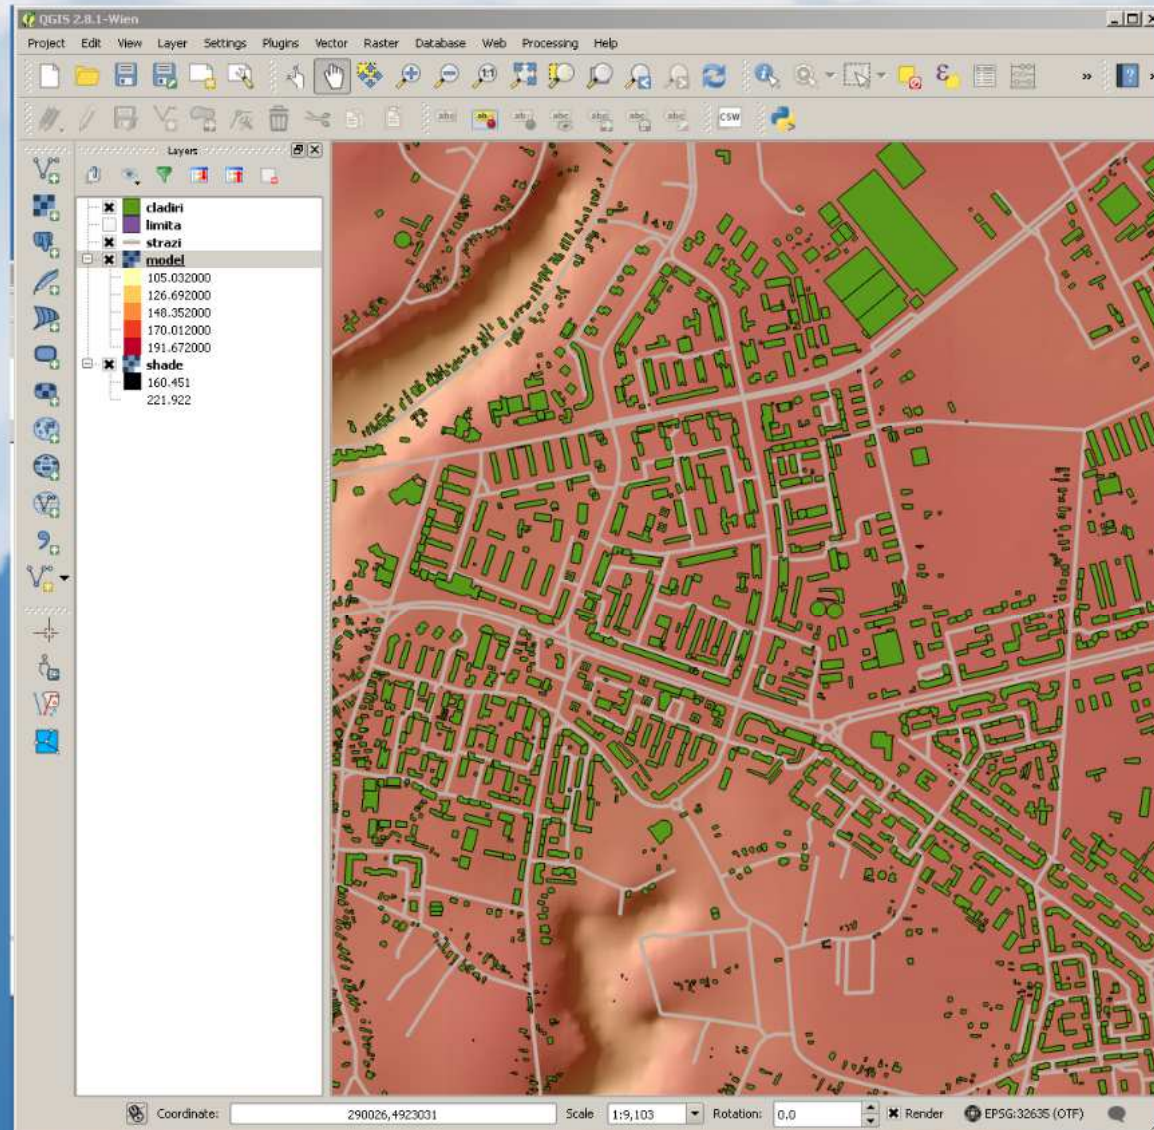 QGIS 2.8.1-Wien
Project Edit View Layer Settings Plugins Vector Raster Database Web Processing Help
abc
CSW
Layers
cladiri
limita
strazi
model
105.032000
126.692000
148.352000
170.012000
191.672000
shade
160.451
221.922
Coordinate: 290026,4923031 Scale 1:9,103 Rotation: 0,0 Render EPSG:32635 (OTF)